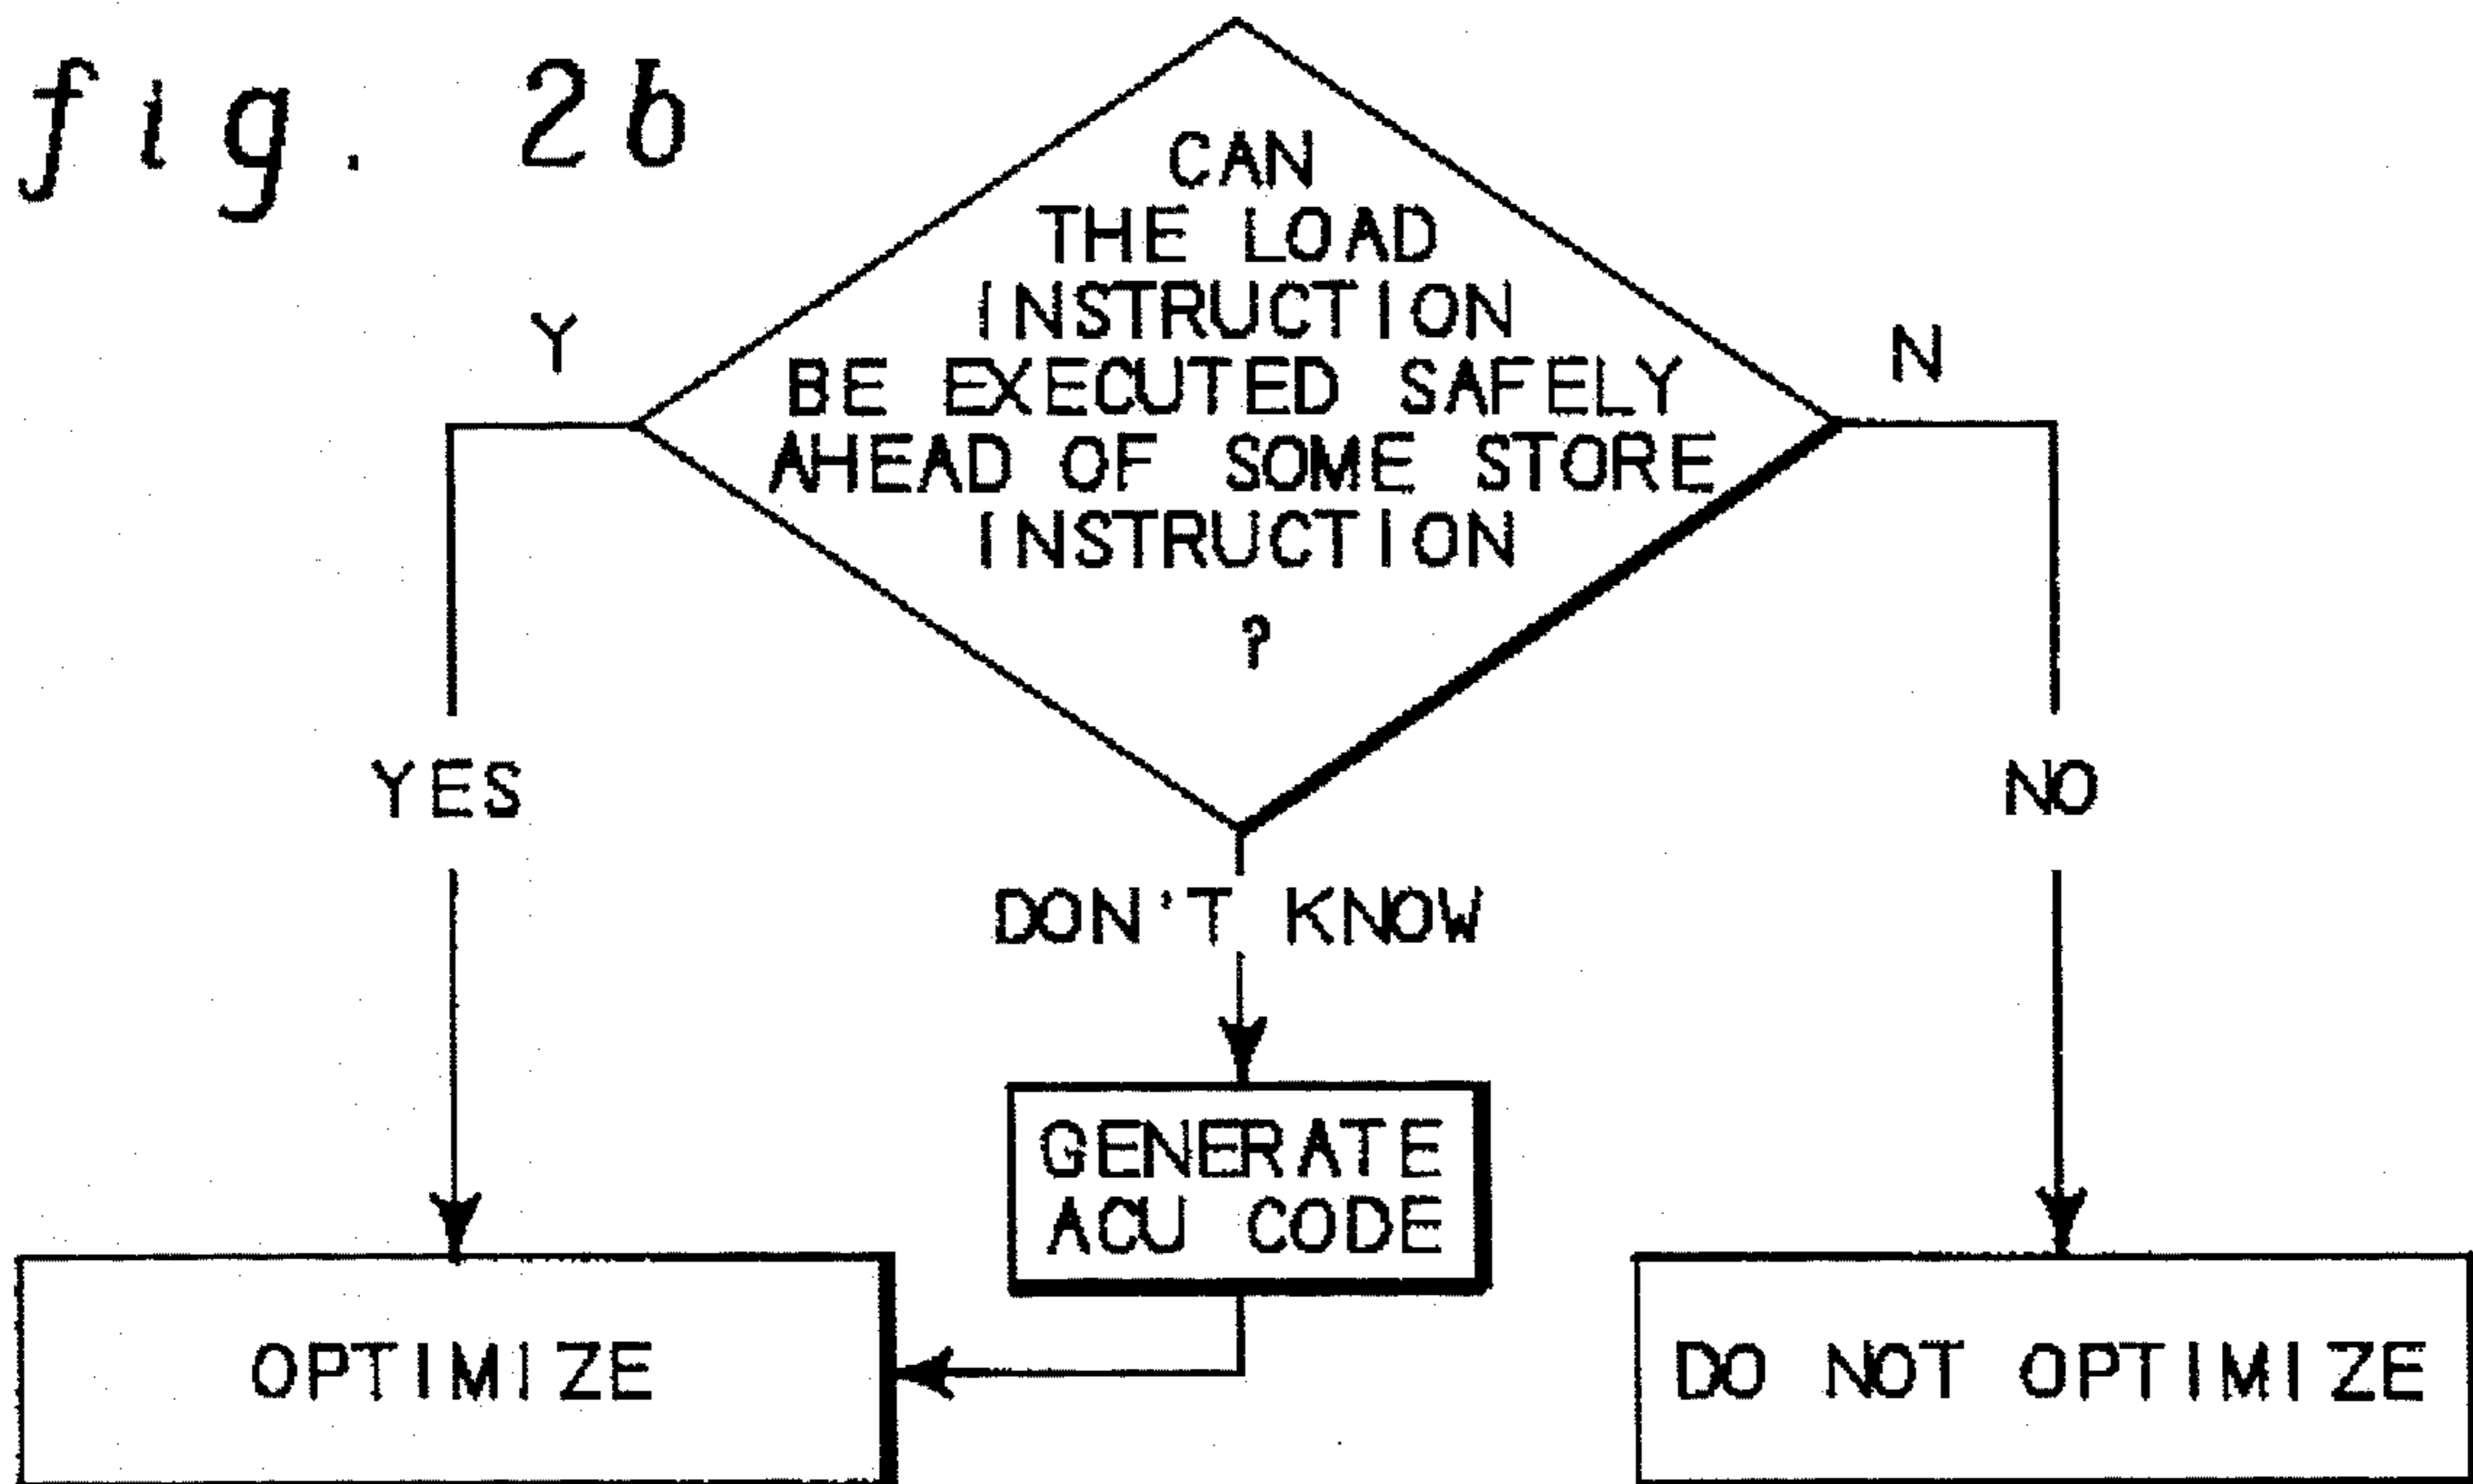 fig. 2b
CAN
THE LOAD
INSTRUCTION
BE EXECUTED SAFELY
AHEAD OF SOME STORE
INSTRUCTION
?
Y
N
YES
NO
DON'T KNOW
GENERATE
ACU CODE
OPTIMIZE
DO NOT OPTIMIZE